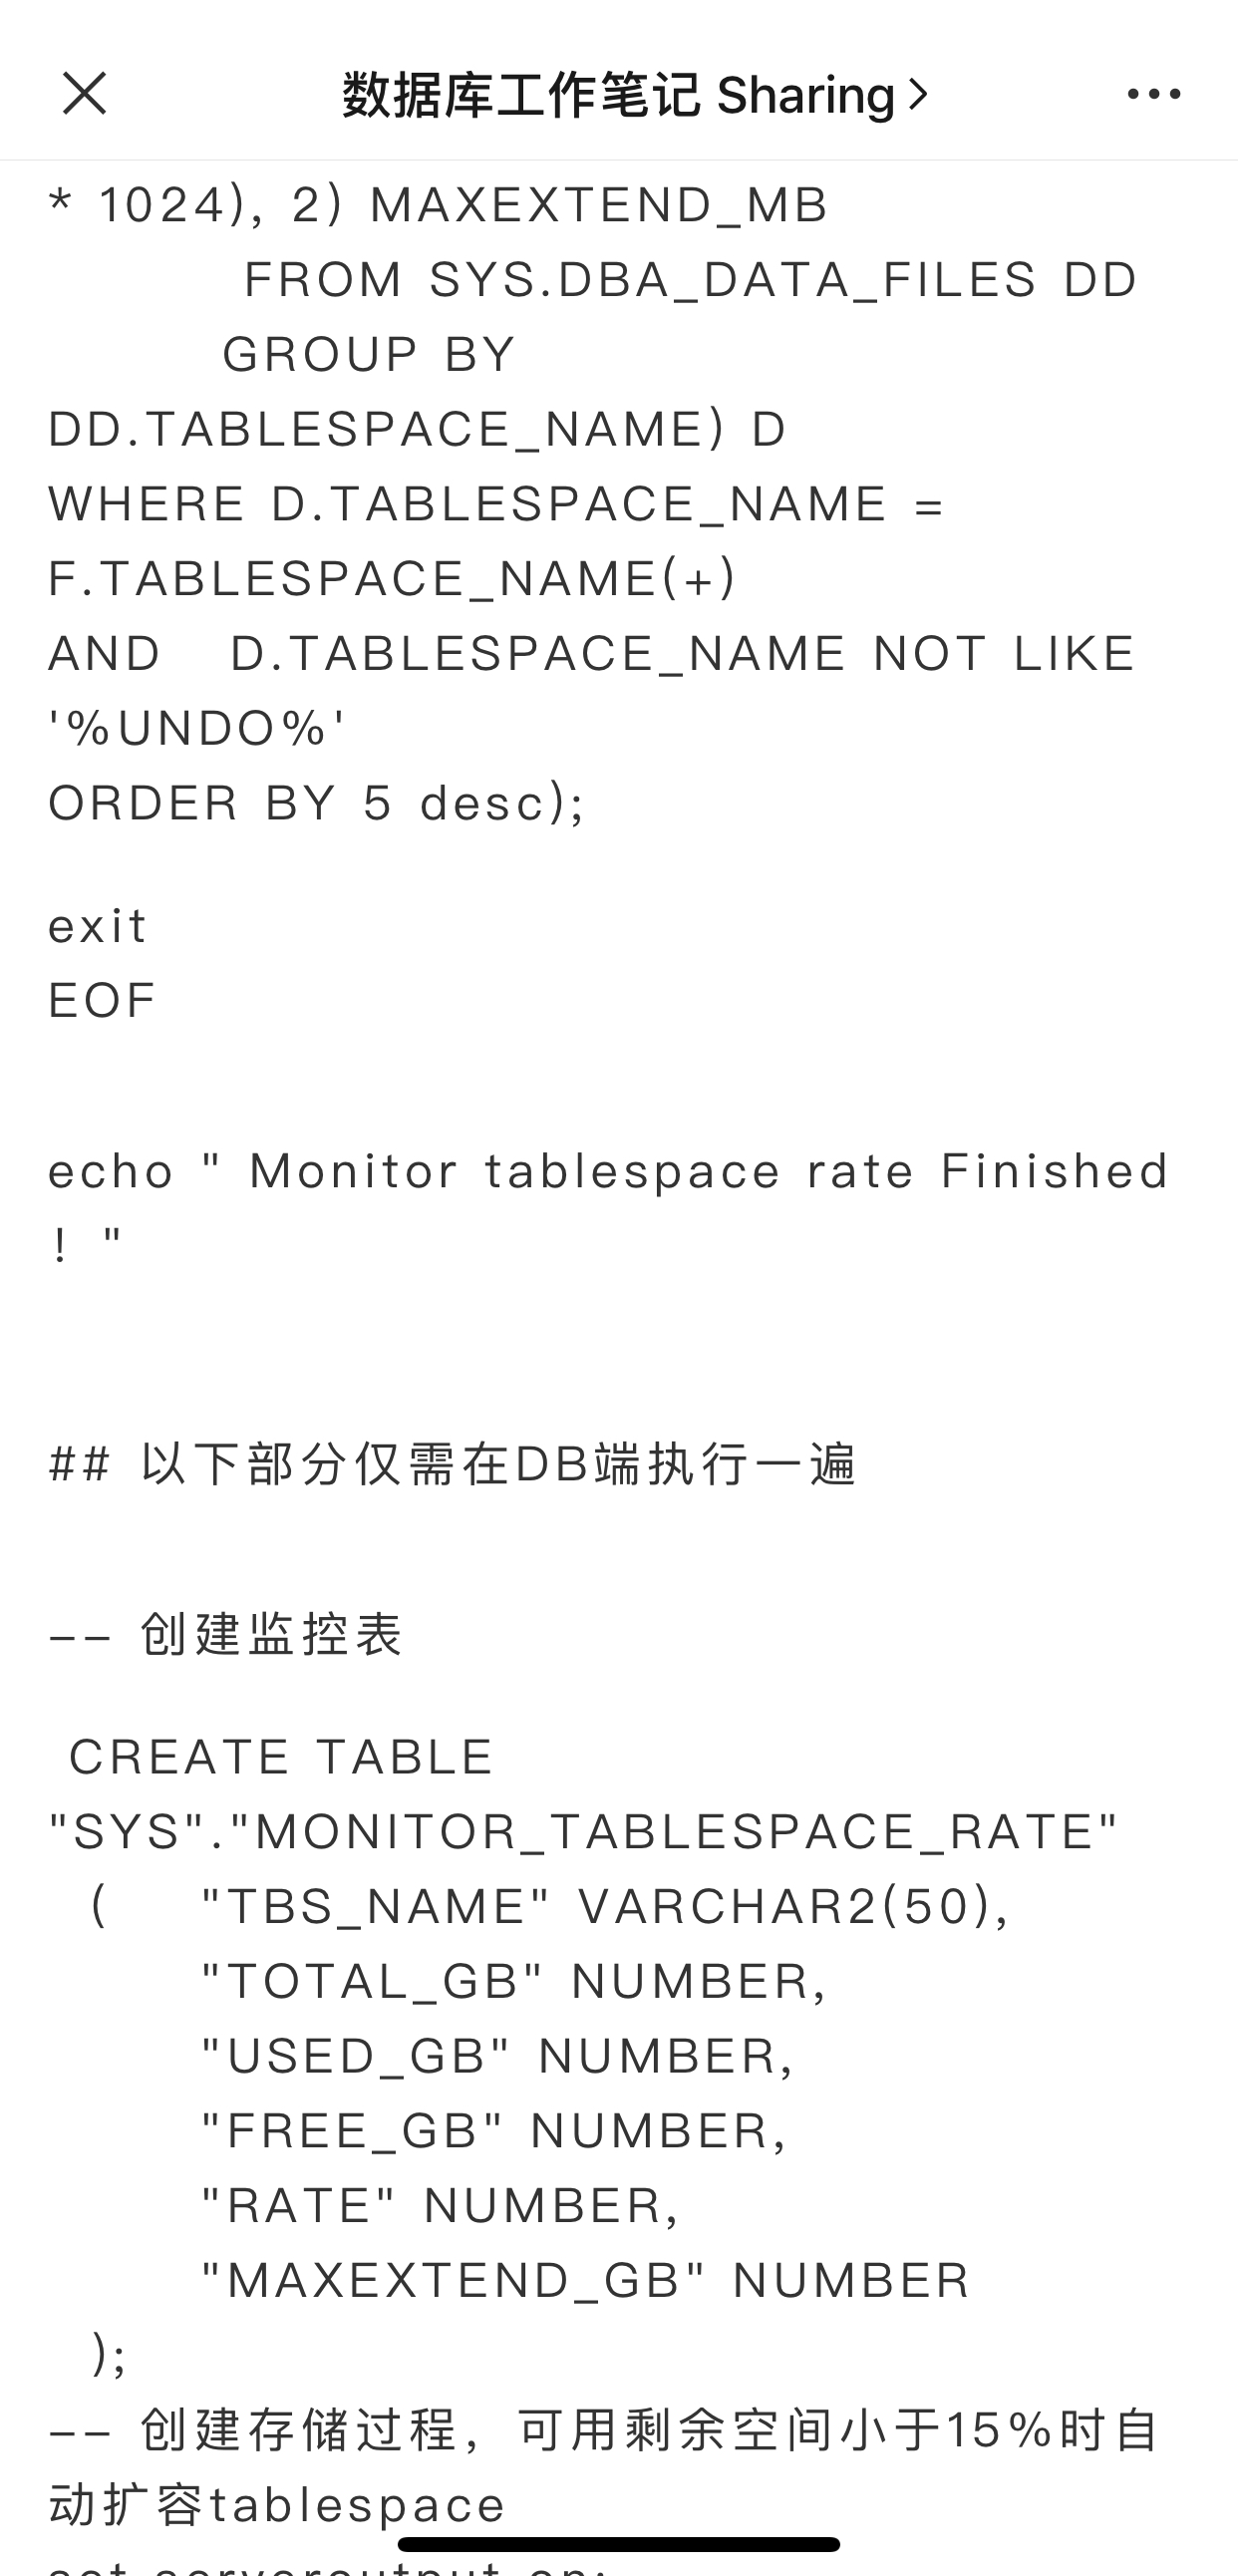 数据库工作笔记 Sharing
* 1024), 2) MAXEXTEND_MB
FROM SYS.DBA_DATA_FILES DD
GROUP BY
DD.TABLESPACE_NAME) D
WHERE D.TABLESPACE_NAME =
F.TABLESPACE_NAME(+)
AND   D.TABLESPACE_NAME NOT LIKE
'%UNDO%'
ORDER BY 5 desc);
exit
EOF
echo " Monitor tablespace rate Finished
! "
## 以下部分仅需在DB端执行一遍
-- 创建监控表
CREATE TABLE
"SYS"."MONITOR_TABLESPACE_RATE"
(    "TBS_NAME" VARCHAR2(50),
"TOTAL_GB" NUMBER,
"USED_GB" NUMBER,
"FREE_GB" NUMBER,
"RATE" NUMBER,
"MAXEXTEND_GB" NUMBER
);
-- 创建存储过程，可用剩余空间小于15%时自
动扩容tablespace
set serveroutput on;